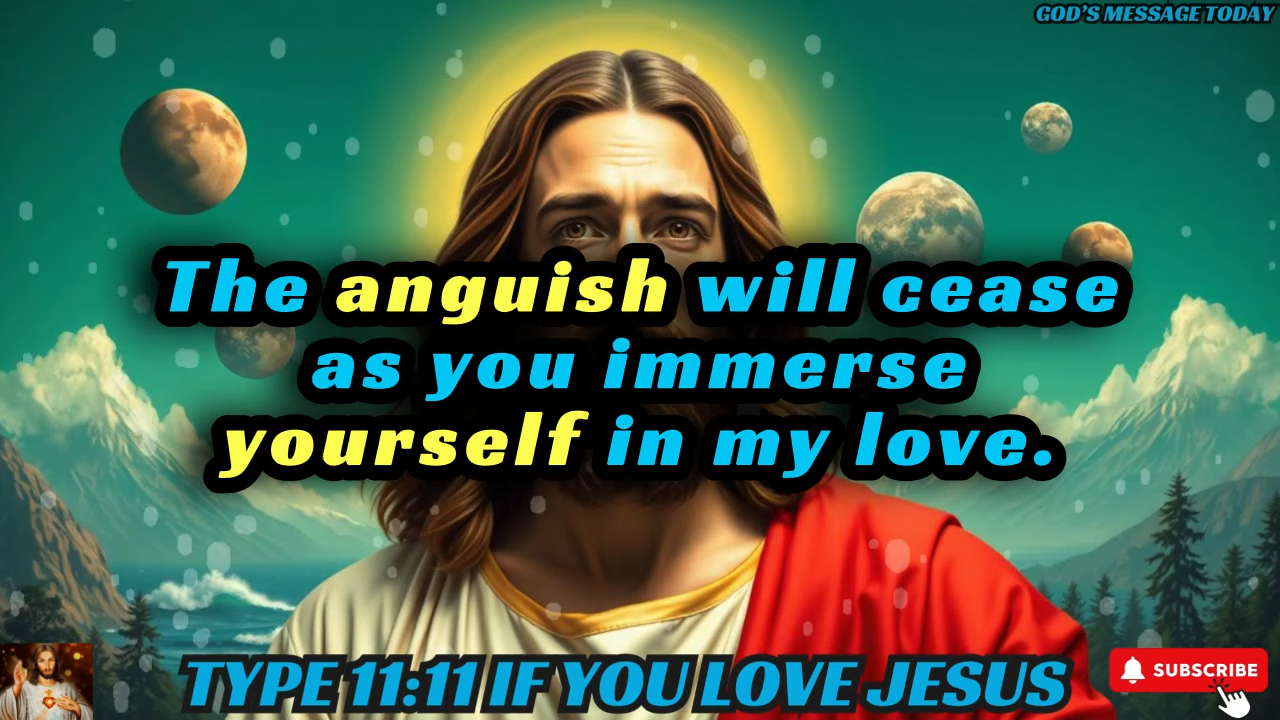 GOD'S MESSAGE TODAY
The anguish will cease
as you immerse
yourself in my love.
TYPE 11:11 IF YOU LOVE JESUS
SUBSCRIBE